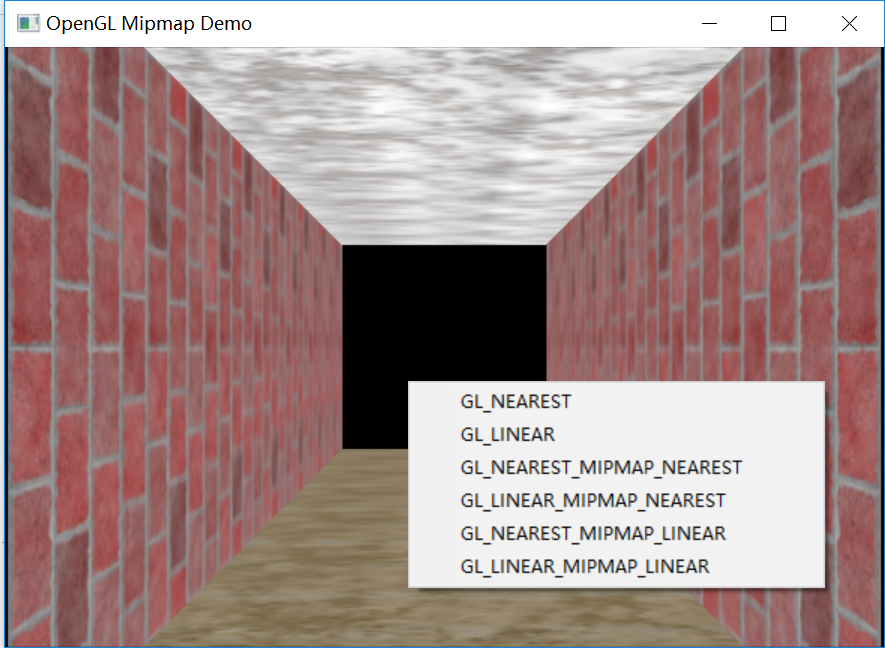 OpenGL Mipmap Demo
GL_NEAREST
GL_LINEAR
GL_NEAREST_MIPMAP_NEAREST
GL_LINEAR_MIPMAP_NEAREST
GL_NEAREST_MIPMAP_LINEAR
GL_LINEAR_MIPMAP_LINEAR